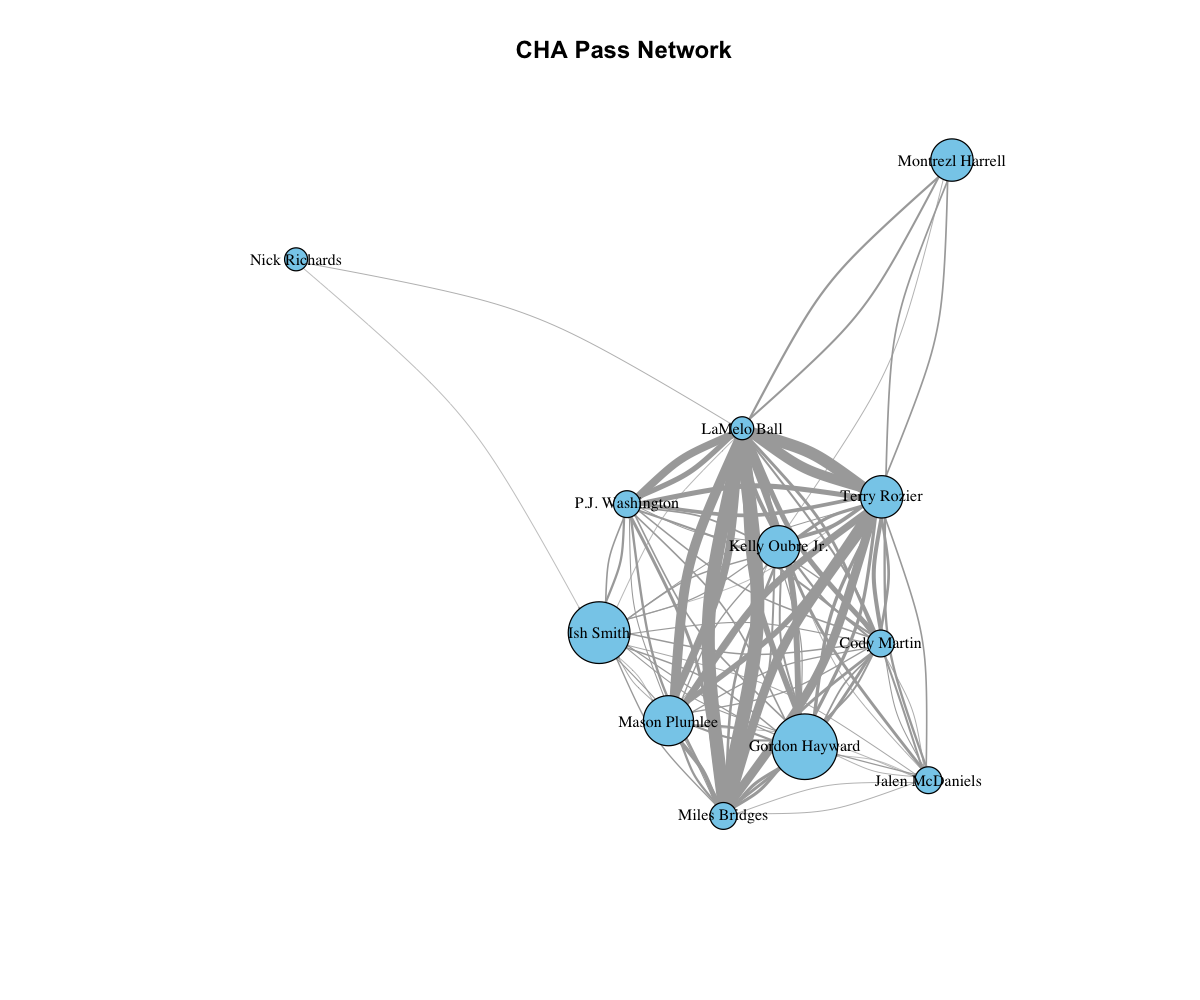 CHA Pass Network
Montrezl Harrell
Nick Richards
LaMelo Ball
Terry Rozier
P.J. Washington
Kelly Oubre Jr.
Ish Smith
Cody Martin
Mason Plumlee
Gordon Hayward
Jalen McDaniels
Miles Bridges